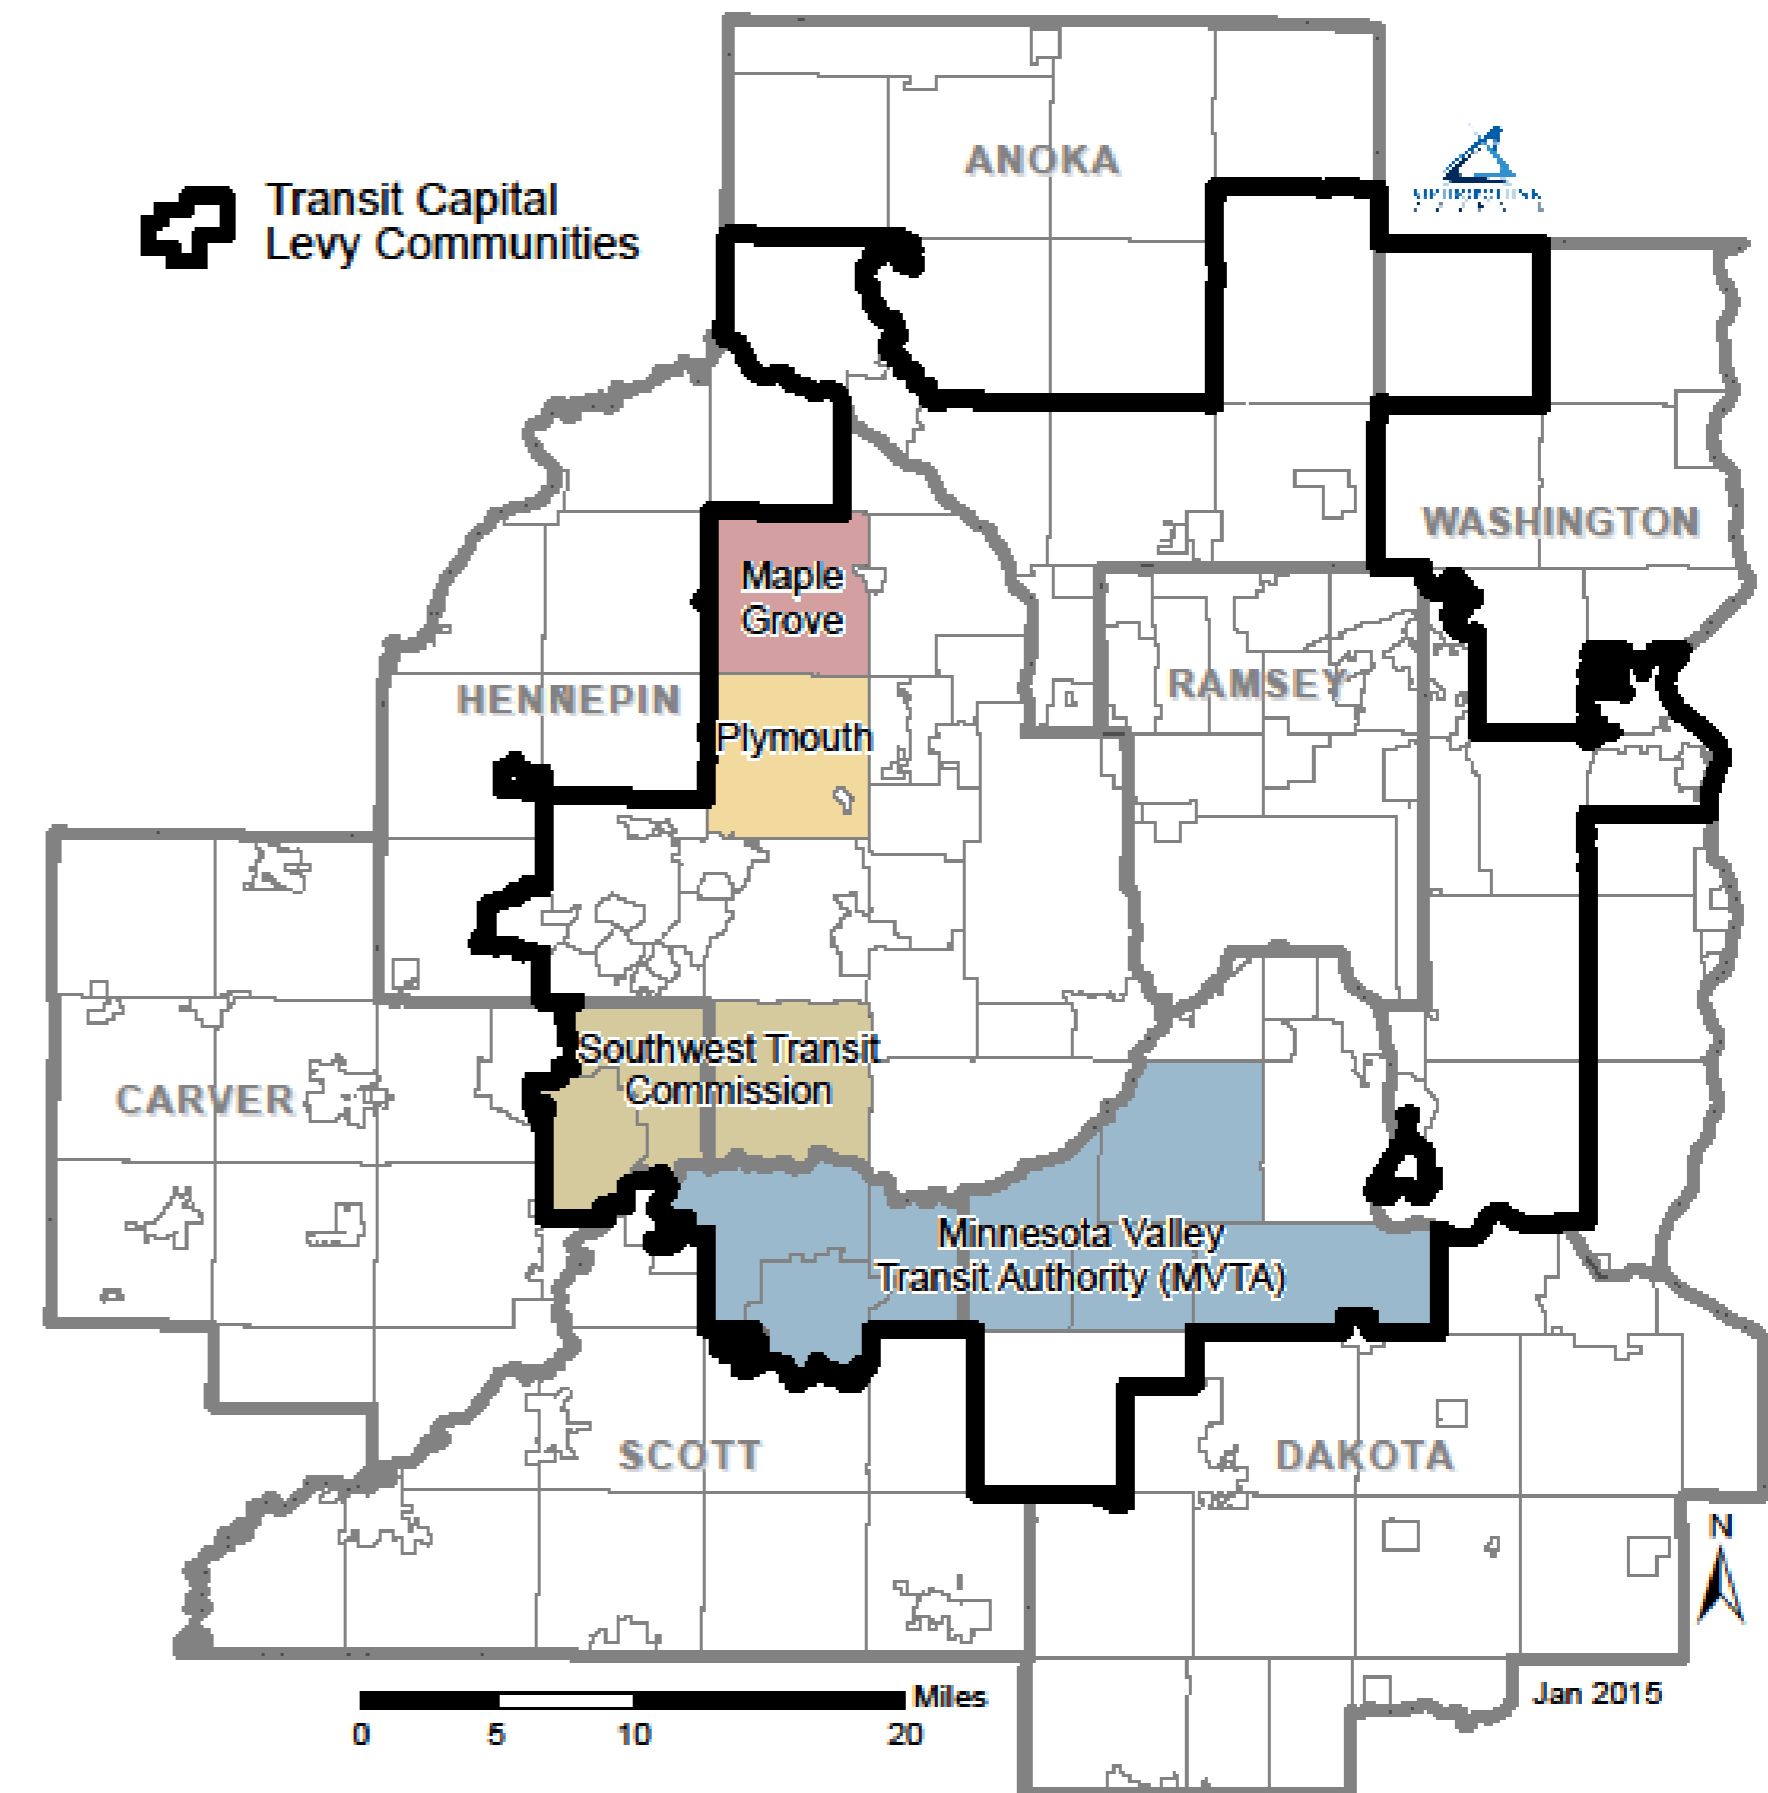 ANOKA
Transit Capital
Levy Communities
WASHINGTON
Maple
Grove
RAMSEY
HENNEPIN
Plymouth
Southwest Transit
Commission
CARVER
Minnesota Valley
Transit Authority (MVTA)
SCOTT
DAKOTA
N
Miles
0 5 10 20
Jan 2015